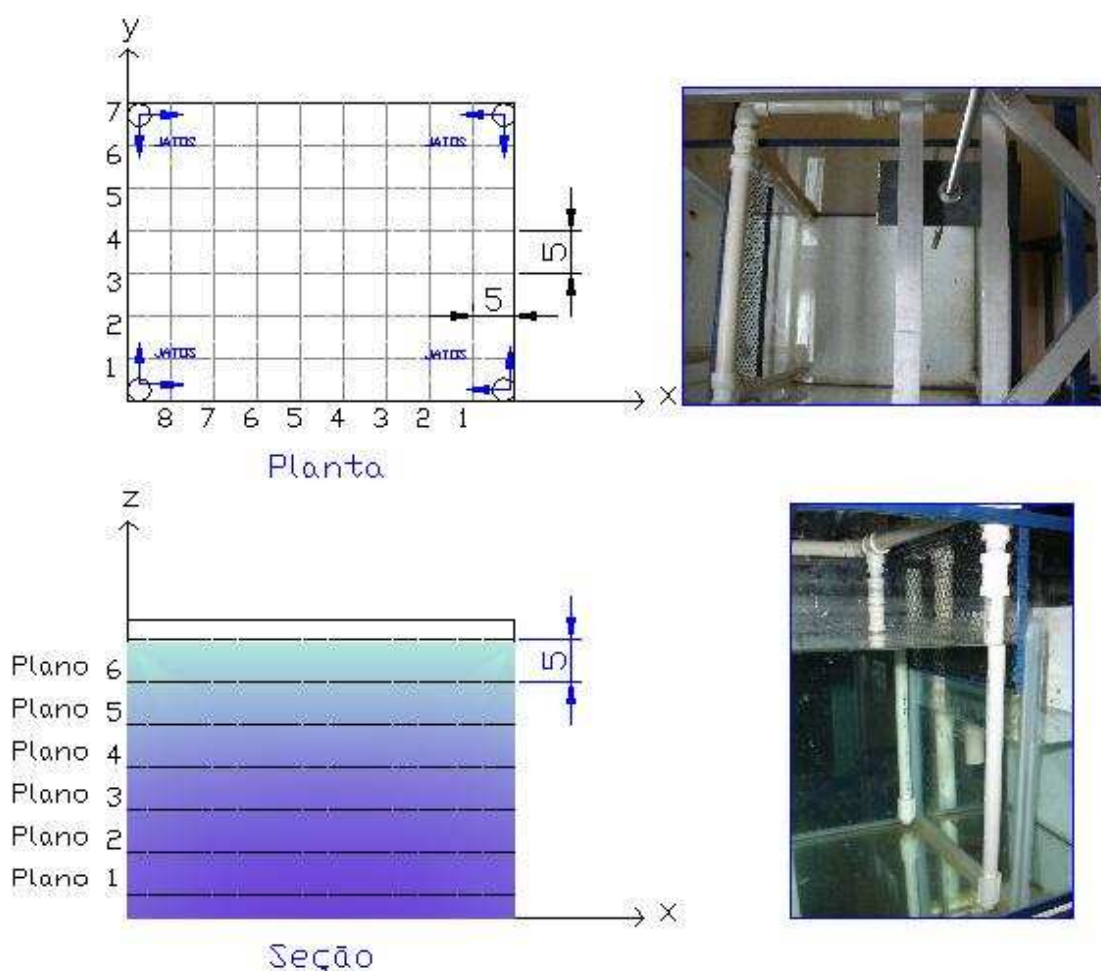 y
7
JATOS JATOS
6
5
4
5
3
5
2
JATOS JATOS
1
x
8 7 6 5 4 3 2 1
Planta
z
Plano 6
5
Plano 5
Plano 4
Plano 3
Plano 2
Plano 1
x
Seção